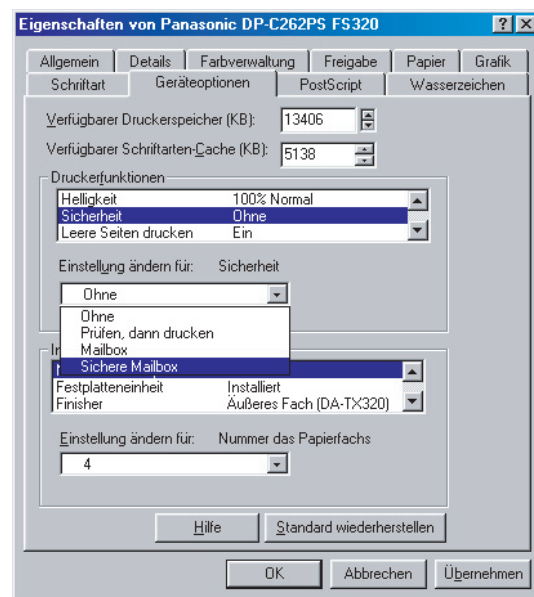 Eigenschaften von Panasonic DP-C262PS FS320
Allgemein Details Farbverwaltung Freigabe Papier Grafik
Schriftart Geräteoptionen PostScript Wasserzeichen
Verfügbarer Druckerspeicher (KB): 13406
Verfügbarer Schriftarten-Cache (KB): 5138
Druckerfunktionen
Helligkeit 100% Normal
Sicherheit Ohne
Leere Seiten drucken Ein
Einstellung ändern für: Sicherheit
Ohne
Ohne
Prüfen, dann drucken
Mailbox
Sichere Mailbox
Festplatteneinheit Installiert
Finisher Äußeres Fach (DA-TX320)
Einstellung ändern für: Nummer das Papierfachs
4
Hilfe Standard wiederherstellen
OK Abbrechen Übernehmen